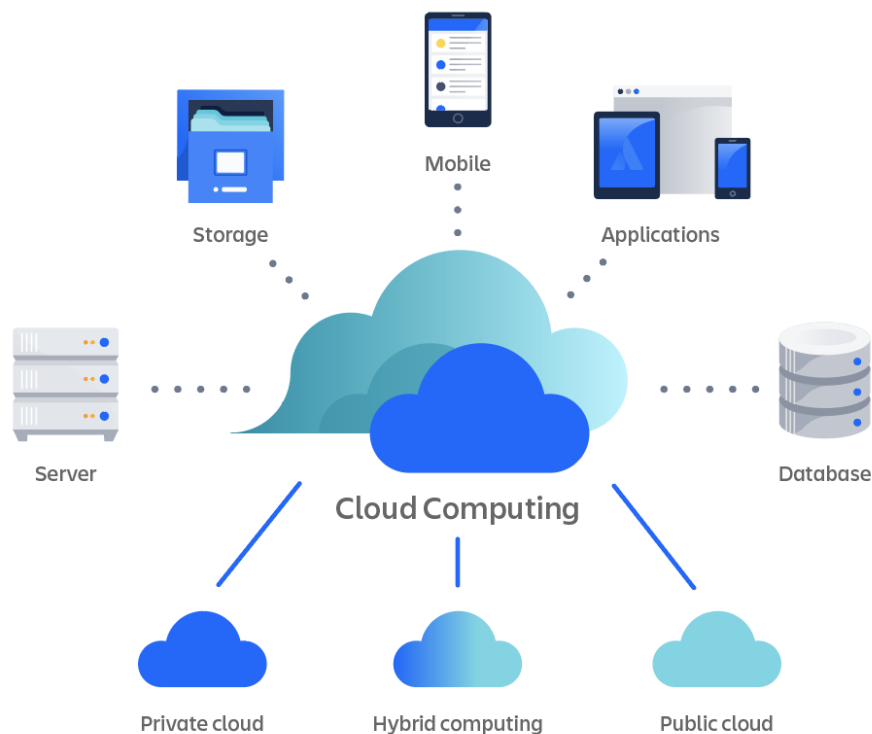 Mobile
Storage
Applications
Server
Database
Cloud Computing
Private cloud
Hybrid computing
Public cloud